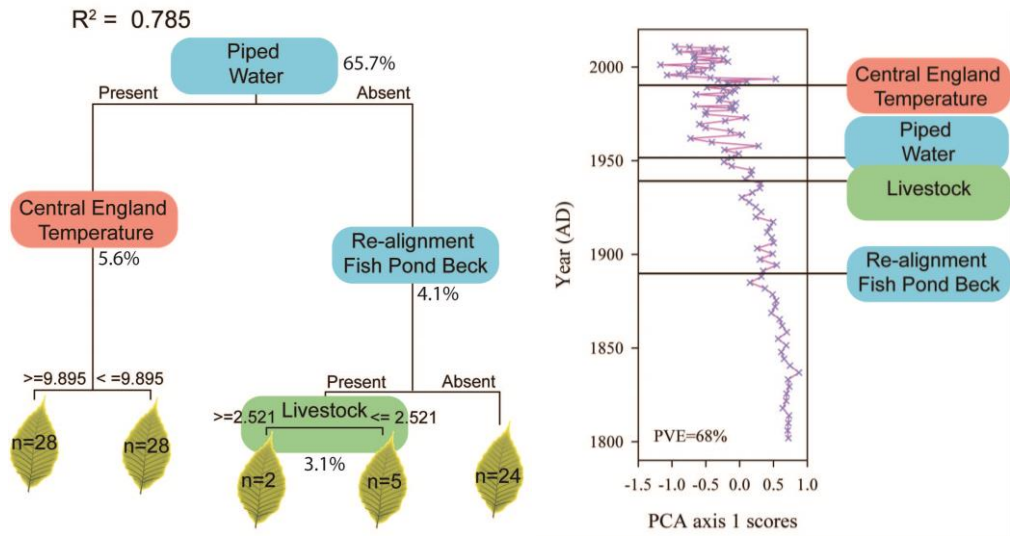 R² = 0.785
Piped
Water
65.7%
Present
Absent
Central England
Temperature
5.6%
Re-alignment
Fish Pond Beck
4.1%
>=9.895
< =9.895
Present
Absent
>=2.521
Livestock
<= 2.521
3.1%
n=28
n=28
n=2
n=5
n=24
Year (AD)
2000
1950
1900
1850
1800
PVE=68%
-1.5 -1.0 -0.5 0.0 0.5 1.0
PCA axis 1 scores
Central England
Temperature
Piped
Water
Livestock
Re-alignment
Fish Pond Beck